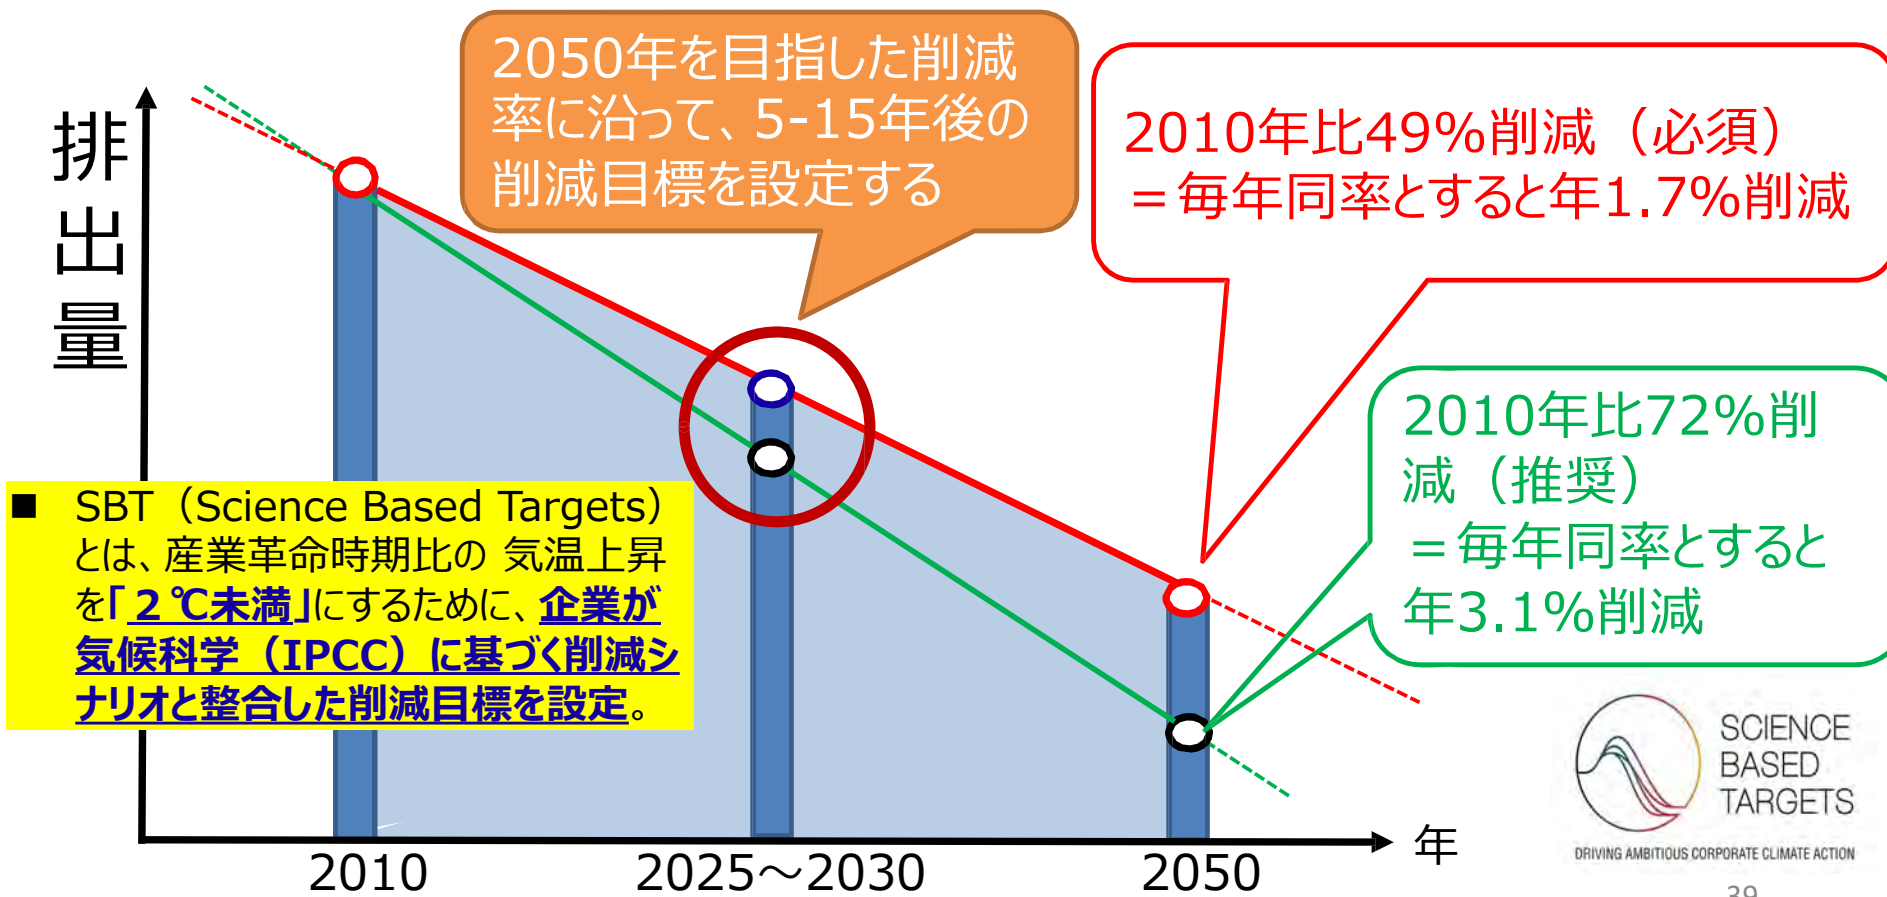 2050年を目指した削減
率に沿って、5-15年後の
削減目標を設定する
2010年比49%削減（必須）
＝毎年同率とすると年1.7%削減
排出量
2010年比72%削
減（推奨）
＝毎年同率とすると
年3.1%削減
■ SBT（Science Based Targets）
とは、産業革命時期比の 気温上昇
を「２℃未満」にするために、企業が
気候科学（IPCC）に基づく削減シ
ナリオと整合した削減目標を設定。
SCIENCE
BASED
TARGETS
DRIVING AMBITIOUS CORPORATE CLIMATE ACTION
年
2010
2025～2030
2050
39